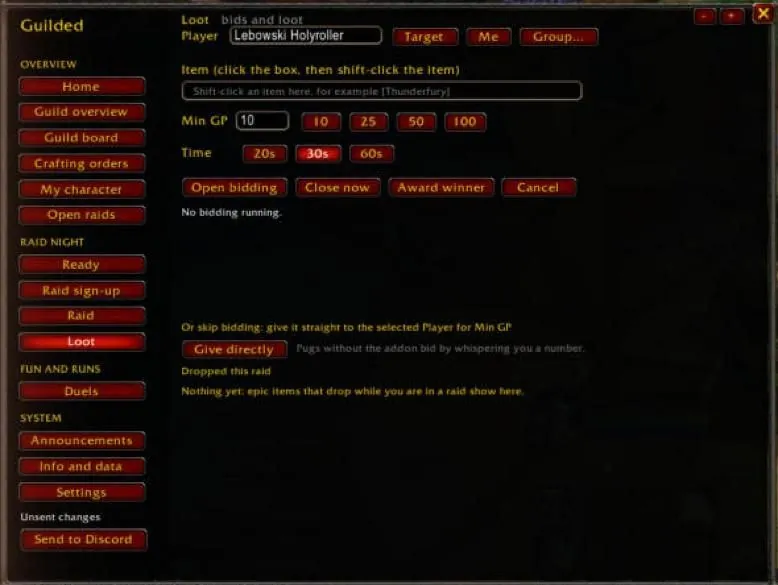 Guilded
OVERVIEW
Home
Guild overview
Guild board
Crafting orders
My character
Open raids
RAID NIGHT
Ready
Raid sign-up
Raid
Loot
FUN AND RUNS
Duels
SYSTEM
Announcements
Info and data
Settings
Unsent changes
Send to Discord
Loot bids and loot
- + X
Player Lebowski Holyroller Target Me Group...
Item (click the box, then shift-click the item)
Shift-click an item here, for example [Thunderfury]
Min GP 10 10 25 50 100
Time 20s 30s 60s
Open bidding Close now Award winner Cancel
No bidding running.
Or skip bidding: give it straight to the selected Player for Min GP
Give directly Pugs without the addon bid by whispering you a number.
Dropped this raid
Nothing yet: epic items that drop while you are in a raid show here.